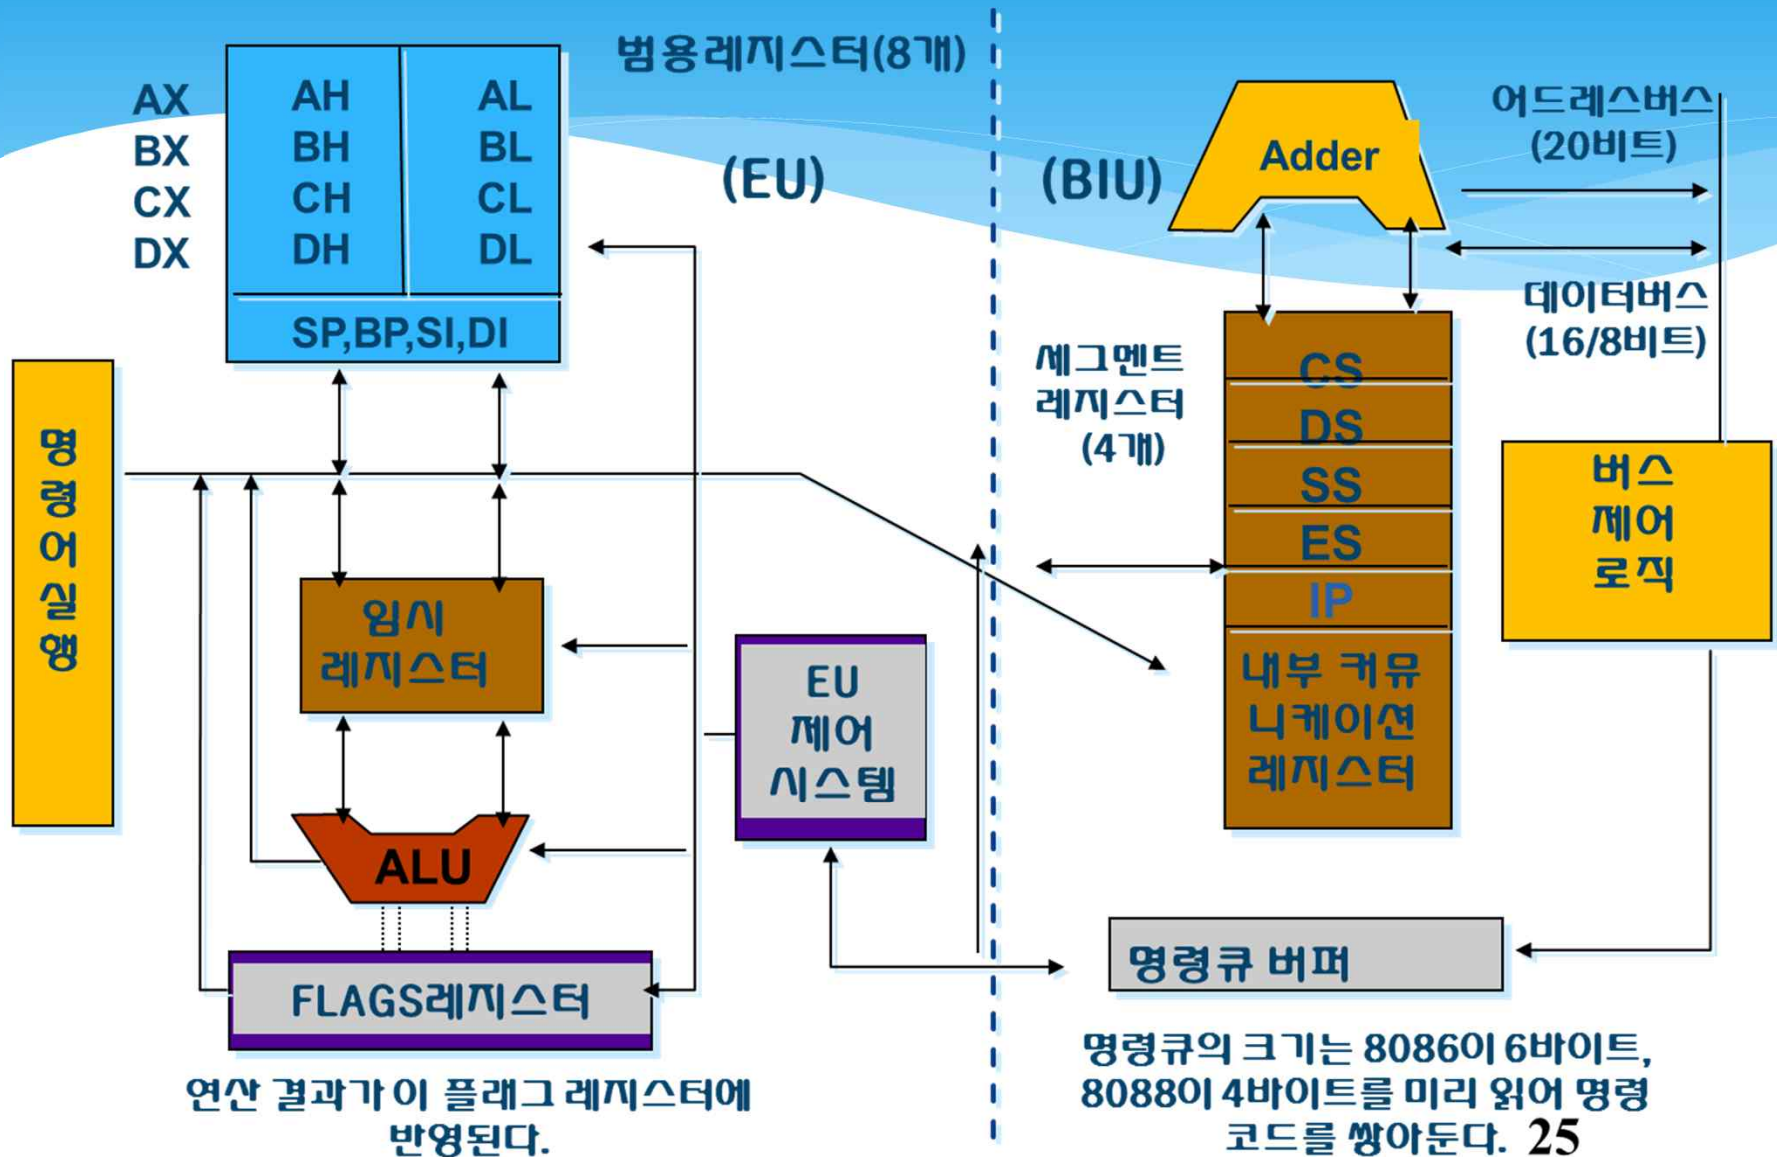 범용레지스터(8개)
AX AH AL
BX BH BL
CX CH CL
DX DH DL
SP,BP,SI,DI
(EU)
(BIU)
Adder
어드레스버스
(20비트)
데이터버스
(16/8비트)
세그멘트
레지스터
(4개)
CS
DS
SS
ES
IP
내부 커뮤
니케이션
레지스터
버스
제어
로직
명
령
어
실
행
임시
레지스터
EU
제어
시스템
ALU
FLAGS레지스터
명령큐 버퍼
연산 결과가 이 플래그 레지스터에
반영된다.
명령큐의 크기는 8086이 6바이트,
8088이 4바이트를 미리 읽어 명령
코드를 쌓아둔다. 25